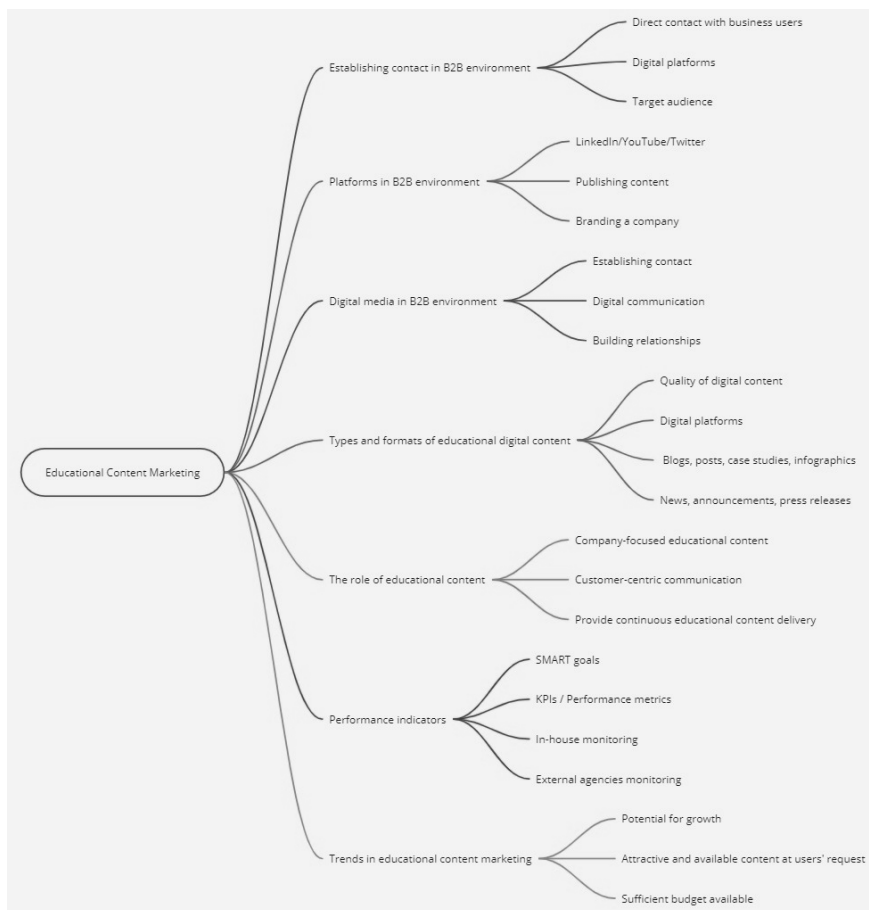 Educational Content Marketing
Establishing contact in B2B environment
Direct contact with business users
Digital platforms
Target audience
Platforms in B2B environment
LinkedIn/YouTube/Twitter
Publishing content
Branding a company
Digital media in B2B environment
Establishing contact
Digital communication
Building relationships
Types and formats of educational digital content
Quality of digital content
Digital platforms
Blogs, posts, case studies, infographics
News, announcements, press releases
The role of educational content
Company-focused educational content
Customer-centric communication
Provide continuous educational content delivery
Performance indicators
SMART goals
KPIs / Performance metrics
In-house monitoring
External agencies monitoring
Trends in educational content marketing
Potential for growth
Attractive and available content at users' request
Sufficient budget available